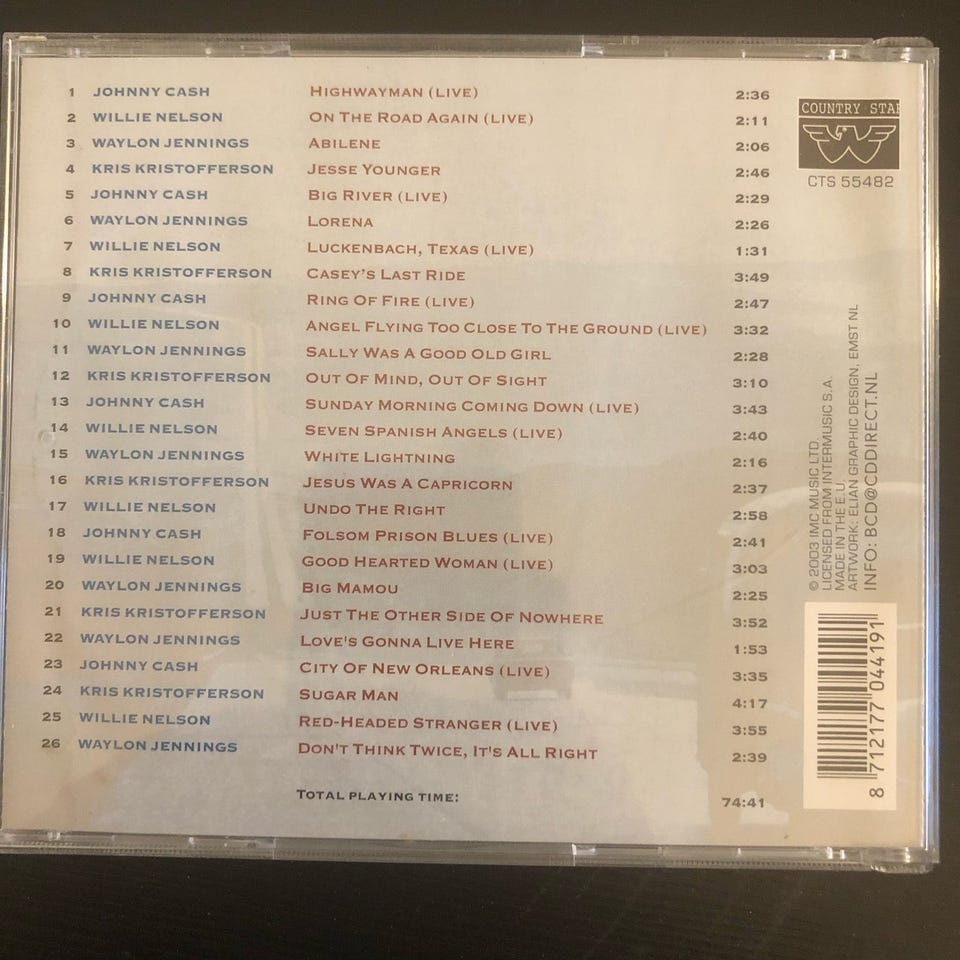 1 JOHNNY CASH HIGHWAYMAN (LIVE) 2:36
2 WILLIE NELSON ON THE ROAD AGAIN (LIVE) 2:11
3 WAYLON JENNINGS ABILENE 2:06
4 KRIS KRISTOFFERSON JESSE YOUNGER 2:46
5 JOHNNY CASH BIG RIVER (LIVE) 2:29
6 WAYLON JENNINGS LORENA 2:26
7 WILLIE NELSON LUCKENBACH, TEXAS (LIVE) 1:31
8 KRIS KRISTOFFERSON CASEY'S LAST RIDE 3:49
9 JOHNNY CASH RING OF FIRE (LIVE) 2:47
10 WILLIE NELSON ANGEL FLYING TOO CLOSE TO THE GROUND (LIVE) 3:32
11 WAYLON JENNINGS SALLY WAS A GOOD OLD GIRL 2:28
12 KRIS KRISTOFFERSON OUT OF MIND, OUT OF SIGHT 3:10
13 JOHNNY CASH SUNDAY MORNING COMING DOWN (LIVE) 3:43
14 WILLIE NELSON SEVEN SPANISH ANGELS (LIVE) 2:40
15 WAYLON JENNINGS WHITE LIGHTNING 2:16
16 KRIS KRISTOFFERSON JESUS WAS A CAPRICORN 2:37
17 WILLIE NELSON UNDO THE RIGHT 2:58
18 JOHNNY CASH FOLSOM PRISON BLUES (LIVE) 2:41
19 WILLIE NELSON GOOD HEARTED WOMAN (LIVE) 3:03
20 WAYLON JENNINGS BIG MAMOU 2:25
21 KRIS KRISTOFFERSON JUST THE OTHER SIDE OF NOWHERE 3:52
22 WAYLON JENNINGS LOVE'S GONNA LIVE HERE 1:53
23 JOHNNY CASH CITY OF NEW ORLEANS (LIVE) 3:35
24 KRIS KRISTOFFERSON SUGAR MAN 4:17
25 WILLIE NELSON RED-HEADED STRANGER (LIVE) 3:55
26 WAYLON JENNINGS DON'T THINK TWICE, IT'S ALL RIGHT 2:39
TOTAL PLAYING TIME: 74:41
COUNTRY STAR
CTS 55482
© 2003 IMC MUSIC LTD.
LICENSED FROM INTERMUSIC S.A.
MADE IN THE E.U.
ARTWORK: ELIAN GRAPHIC DESIGN, EMST NL
INFO: BCD@CDDIRECT.NL
8 712177 044191